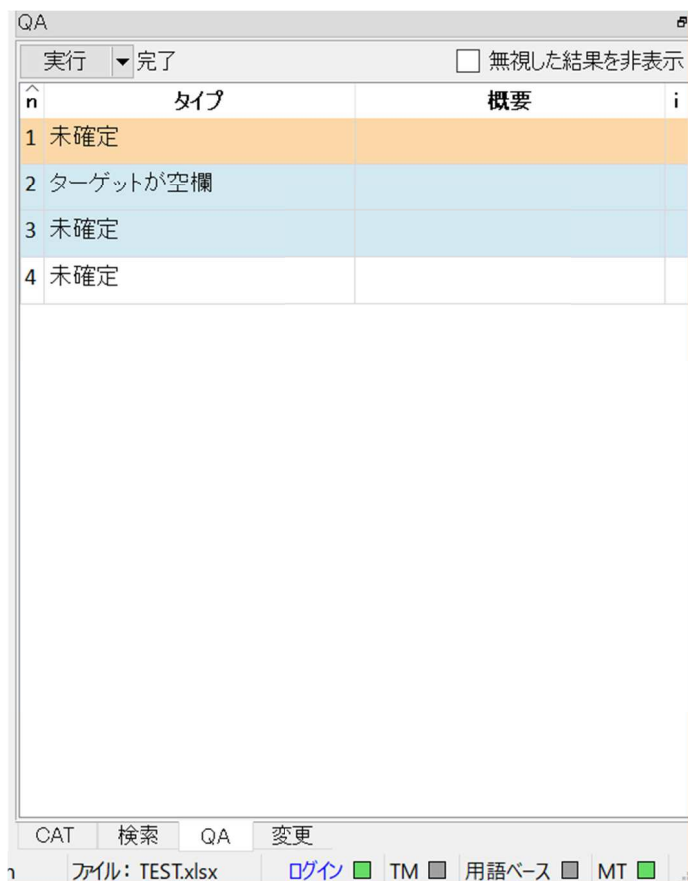 QA
実行 完了 無視した結果を非表示
n タイプ 概要 i
1 未確定
2 ターゲットが空欄
3 未確定
4 未確定
CAT 検索 QA 変更
ファイル: TEST.xlsx ログイン TM 用語ベース MT